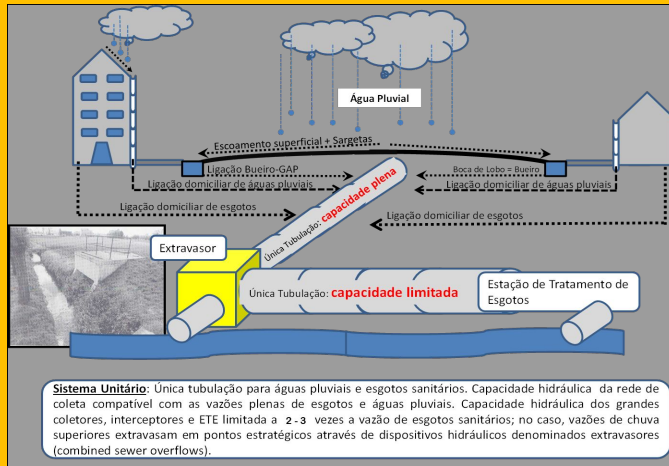 Água Pluvial
Escoamento superficial + Sargetas
Ligação Bueiro-GAP
Boca de Lobo = Bueiro
Ligação domiciliar de águas pluviais
Ligação domiciliar de águas pluviais
Ligação domiciliar de esgotos
Ligação domiciliar de esgotos
Única Tubulação: capacidade plena
Extravasor
Única Tubulação: capacidade limitada
Estação de Tratamento de
Esgotos
Sistema Unitário: Única tubulação para águas pluviais e esgotos sanitários. Capacidade hidráulica da rede de
coleta compatível com as vazões plenas de esgotos e águas pluviais. Capacidade hidráulica dos grandes
coletores, interceptores e ETE limitada a 2-3 vezes a vazão de esgotos sanitários; no caso, vazões de chuva
superiores extravasam em pontos estratégicos através de dispositivos hidráulicos denominados extravasores
(combined sewer overflows).